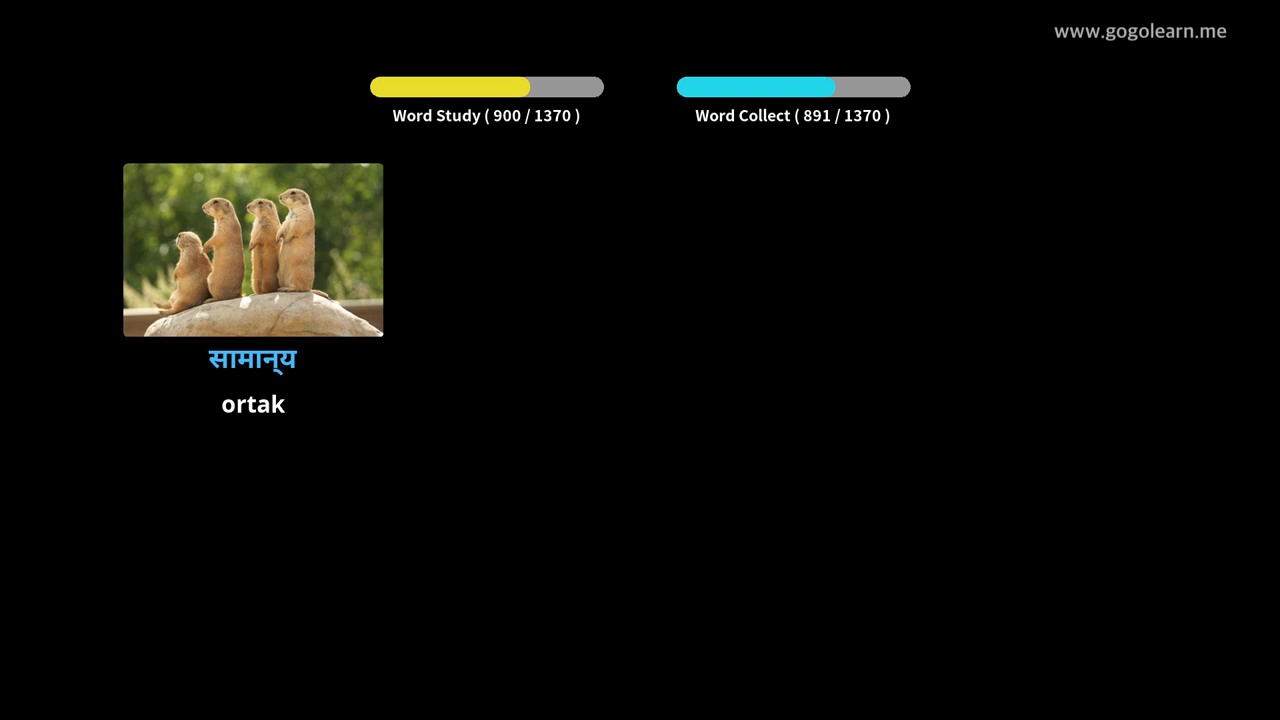 www.gogolearn.me
Word Study ( 900 / 1370 )
Word Collect ( 891 / 1370 )
सामान्‍य
ortak